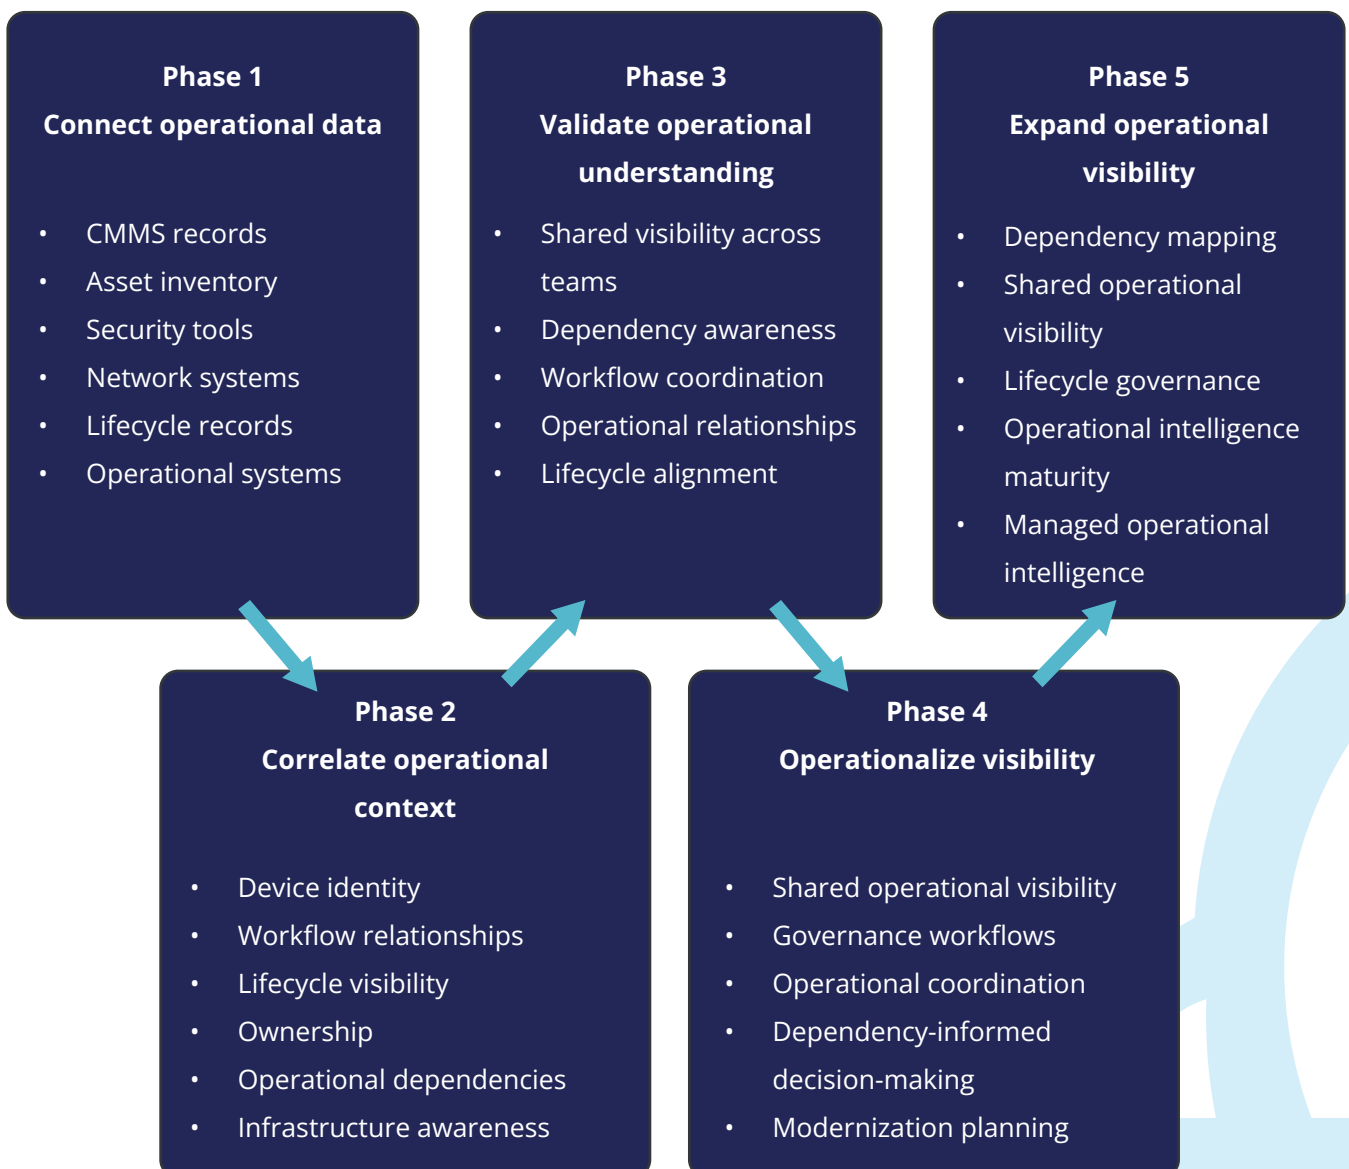 Phase 1
Connect operational data
• CMMS records
• Asset inventory
• Security tools
• Network systems
• Lifecycle records
• Operational systems
Phase 2
Correlate operational
context
• Device identity
• Workflow relationships
• Lifecycle visibility
• Ownership
• Operational dependencies
• Infrastructure awareness
Phase 3
Validate operational
understanding
• Shared visibility across
teams
• Dependency awareness
• Workflow coordination
• Operational relationships
• Lifecycle alignment
Phase 4
Operationalize visibility
• Shared operational visibility
• Governance workflows
• Operational coordination
• Dependency-informed
decision-making
• Modernization planning
Phase 5
Expand operational
visibility
• Dependency mapping
• Shared operational
visibility
• Lifecycle governance
• Operational intelligence
maturity
• Managed operational
intelligence